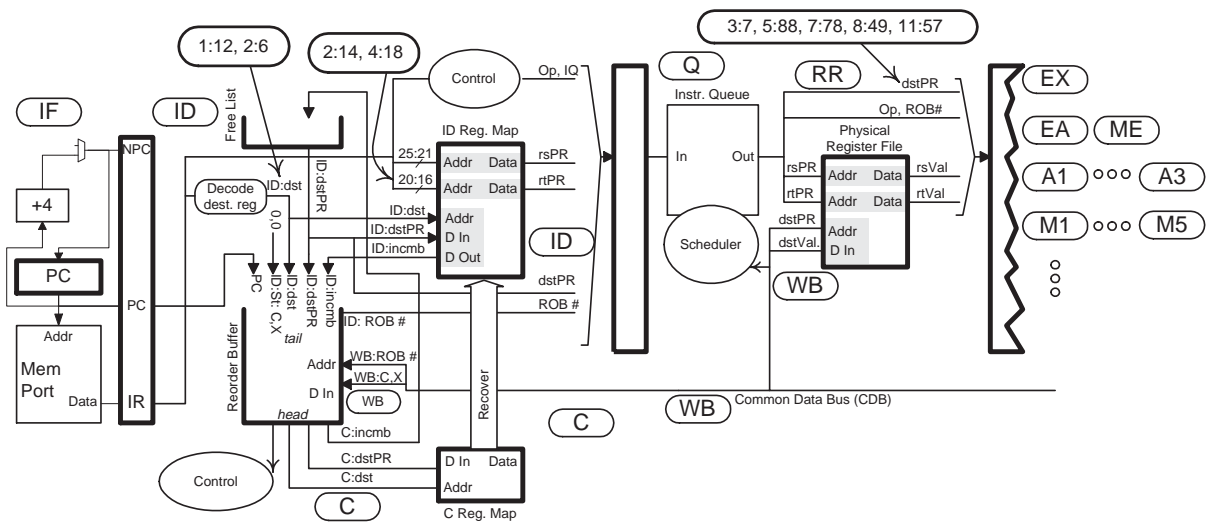 1:12, 2:6
2:14, 4:18
3:7, 5:88, 7:78, 8:49, 11:57
IF
ID
Free List
Control
Op, IQ
Q
RR
dstPR
Op, ROB#
EX
EA
ME
A1
A3
M1
M5
NPC
+4
PC
Addr
Mem
Port
Data
PC
IR
Decode
dest. reg
ID:dst
ID:dstPR
0,0
25:21
20:16
ID Reg. Map
Addr Data
Addr Data
Addr
D In
D Out
rsPR
rtPR
ID:dst
ID:dstPR
ID:incmb
ID
dstPR
ROB #
Instr. Queue
In Out
Scheduler
Physical
Register File
rsPR
rtPR
dstPR
dstVal.
Addr Data
Addr Data
Addr
D In
rsVal
rtVal
WB
PC
ID:St: C,X
ID:dst
ID:dstPR
ID:incmb
tail
ID: ROB #
Reorder Buffer
Addr
D In
WB:ROB #
WB:C,X
WB
head
Recover
WB
Common Data Bus (CDB)
C
C:incmb
C:dstPR
C:dst
D In Data
Addr
C Reg. Map
Control
C